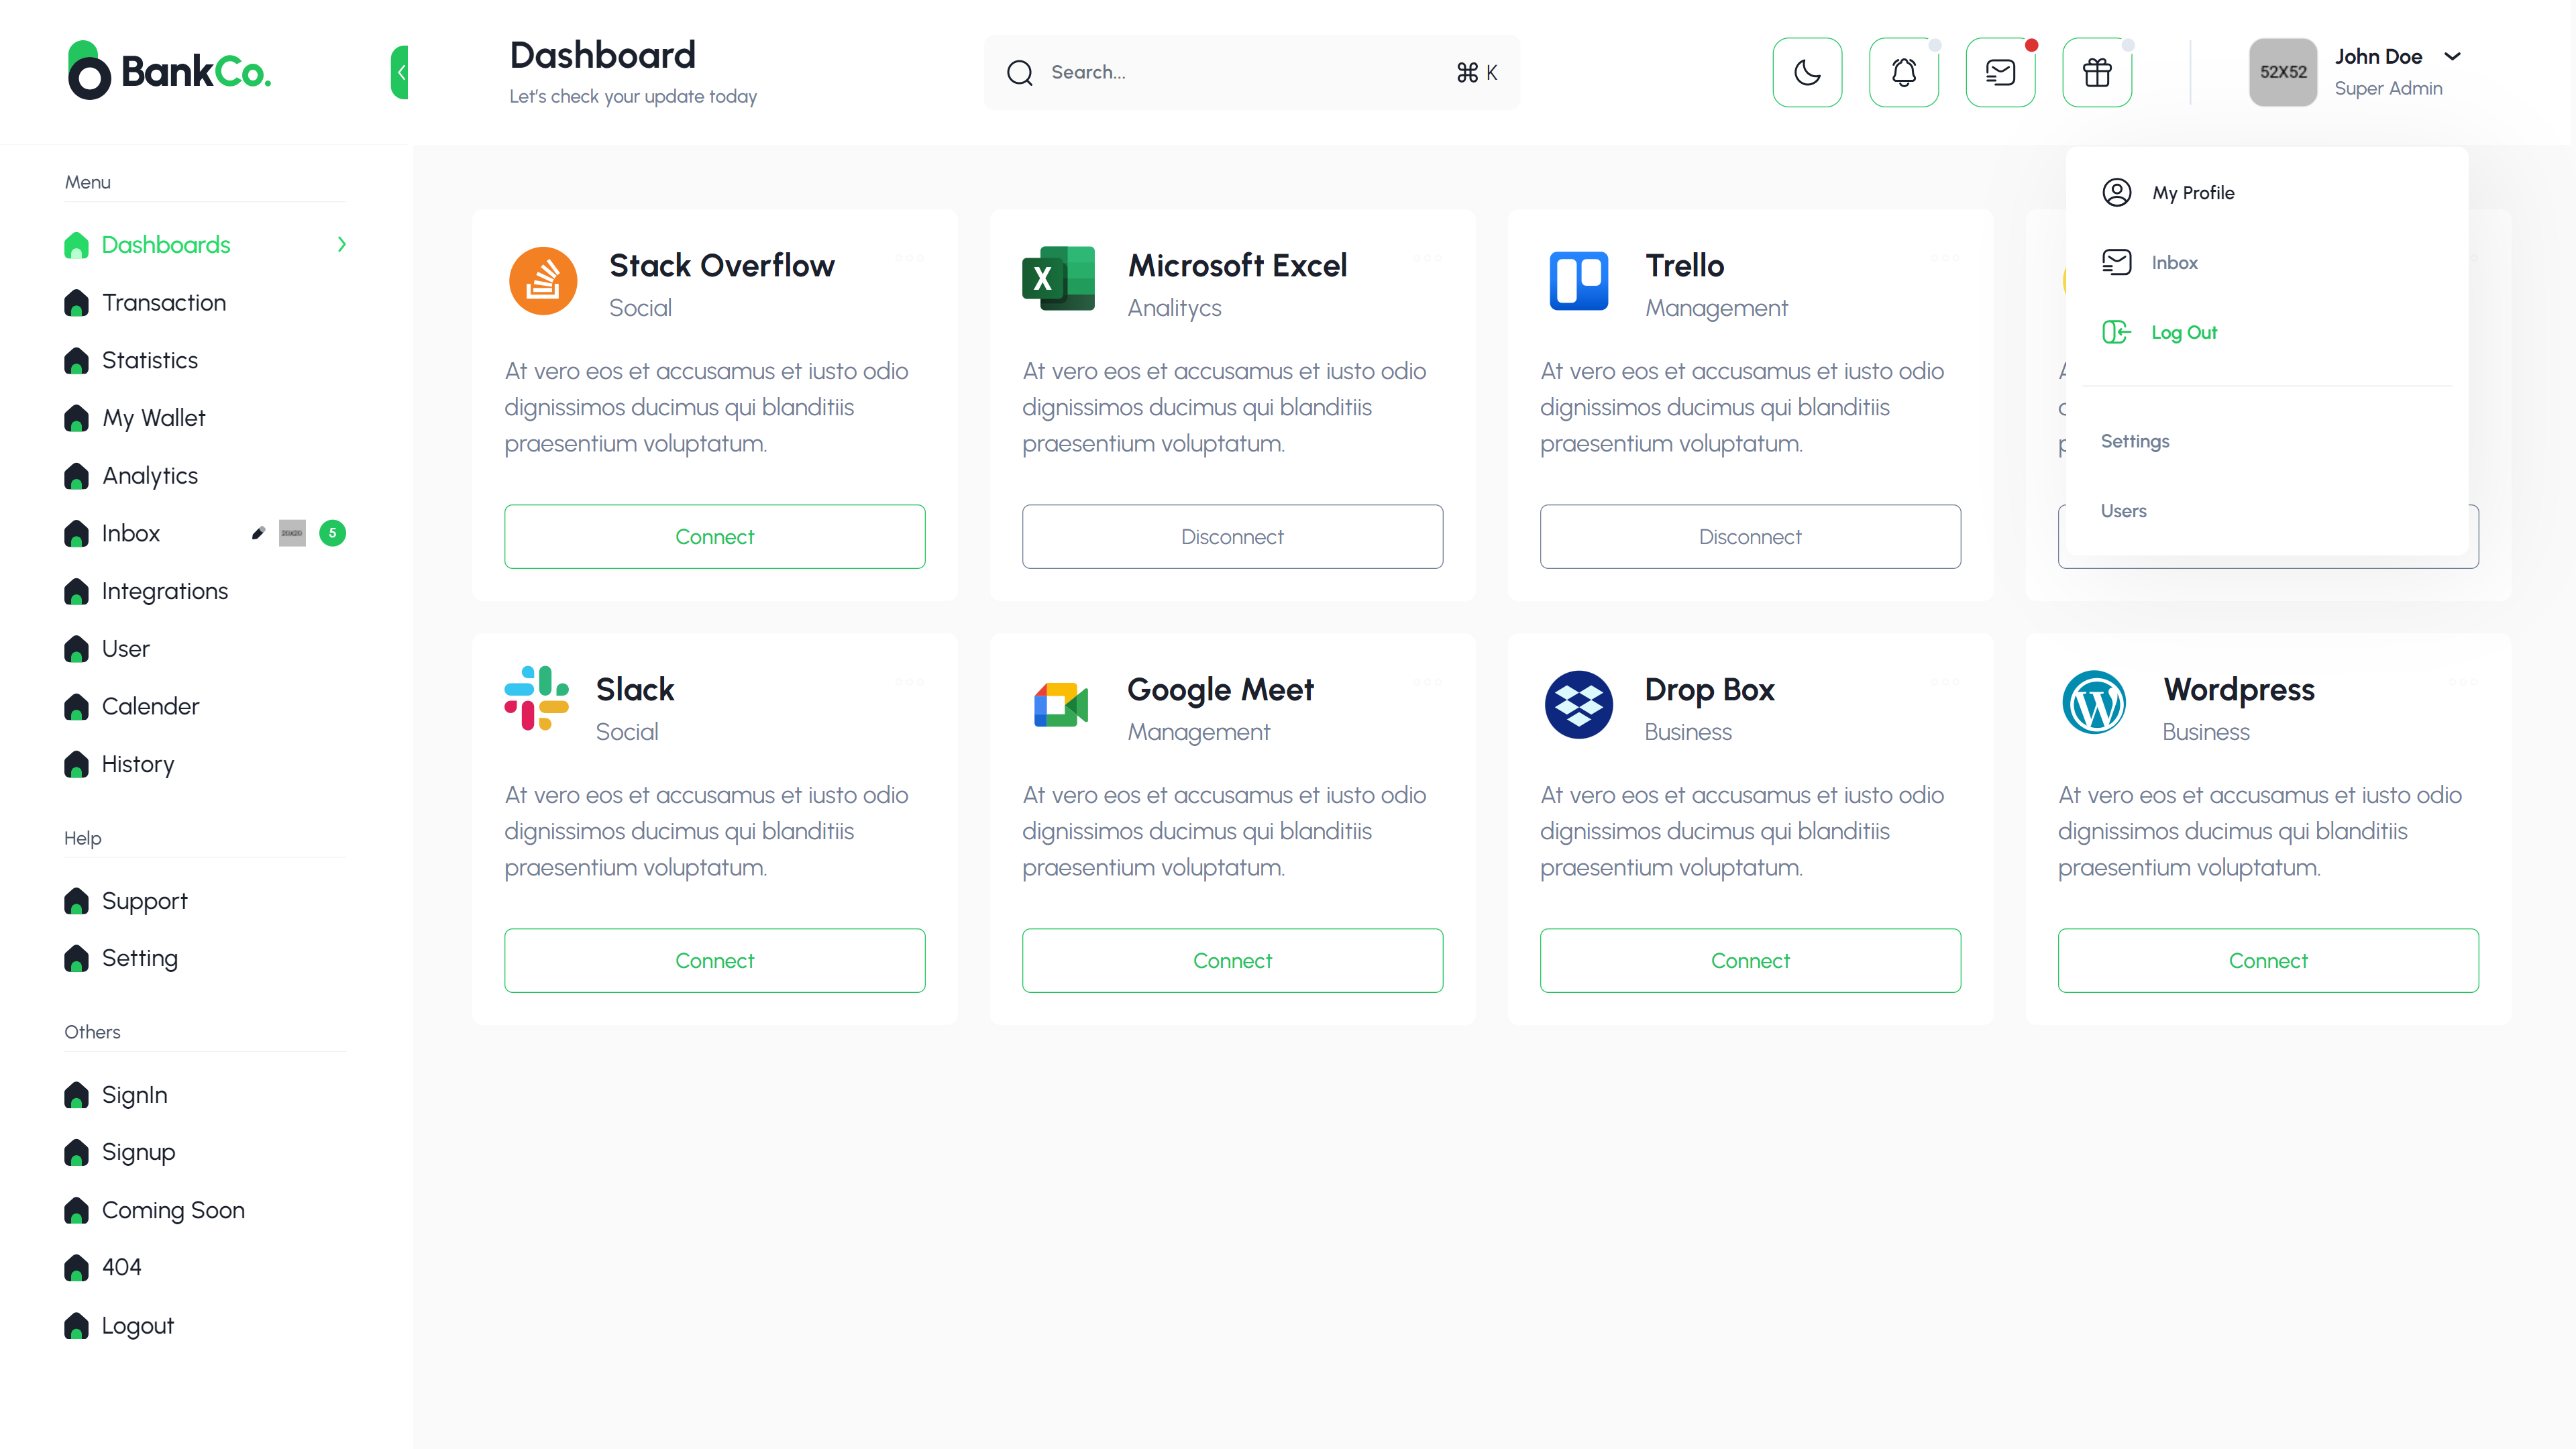 BankCo.
Dashboard
Let's check your update today
Search...
⌘ K
52X52
John Doe
Super Admin
Menu
Dashboards
Transaction
Statistics
My Wallet
Analytics
Inbox
5
Integrations
User
Calender
History
Help
Support
Setting
Others
SignIn
Signup
Coming Soon
404
Logout
My Profile
Inbox
Log Out
Settings
Users
Stack Overflow
Social
At vero eos et accusamus et iusto odio
dignissimos ducimus qui blanditiis
praesentium voluptatum.
Connect
Microsoft Excel
Analitycs
At vero eos et accusamus et iusto odio
dignissimos ducimus qui blanditiis
praesentium voluptatum.
Disconnect
Trello
Management
At vero eos et accusamus et iusto odio
dignissimos ducimus qui blanditiis
praesentium voluptatum.
Disconnect
Slack
Social
At vero eos et accusamus et iusto odio
dignissimos ducimus qui blanditiis
praesentium voluptatum.
Connect
Google Meet
Management
At vero eos et accusamus et iusto odio
dignissimos ducimus qui blanditiis
praesentium voluptatum.
Connect
Drop Box
Business
At vero eos et accusamus et iusto odio
dignissimos ducimus qui blanditiis
praesentium voluptatum.
Connect
Wordpress
Business
At vero eos et accusamus et iusto odio
dignissimos ducimus qui blanditiis
praesentium voluptatum.
Connect